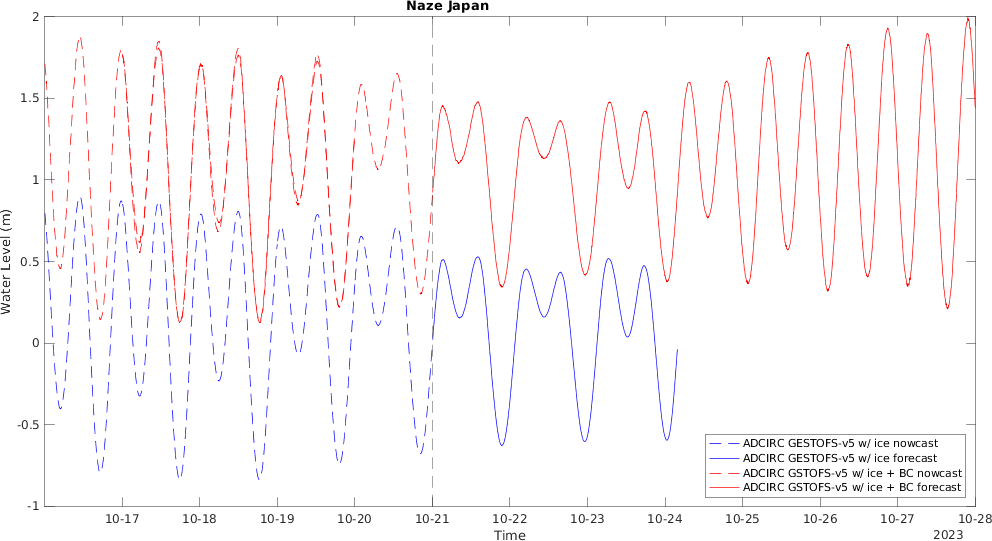 Naze Japan
2
1.5
1
0.5
0
-0.5
-1
Water Level (m)
10-17 10-18 10-19 10-20 10-21 10-22 10-23 10-24 10-25 10-26 10-27 10-28
Time
2023
ADCIRC GESTOFS-v5 w/ ice nowcast
ADCIRC GESTOFS-v5 w/ ice forecast
ADCIRC GSTOFS-v5 w/ ice + BC nowcast
ADCIRC GSTOFS-v5 w/ ice + BC forecast